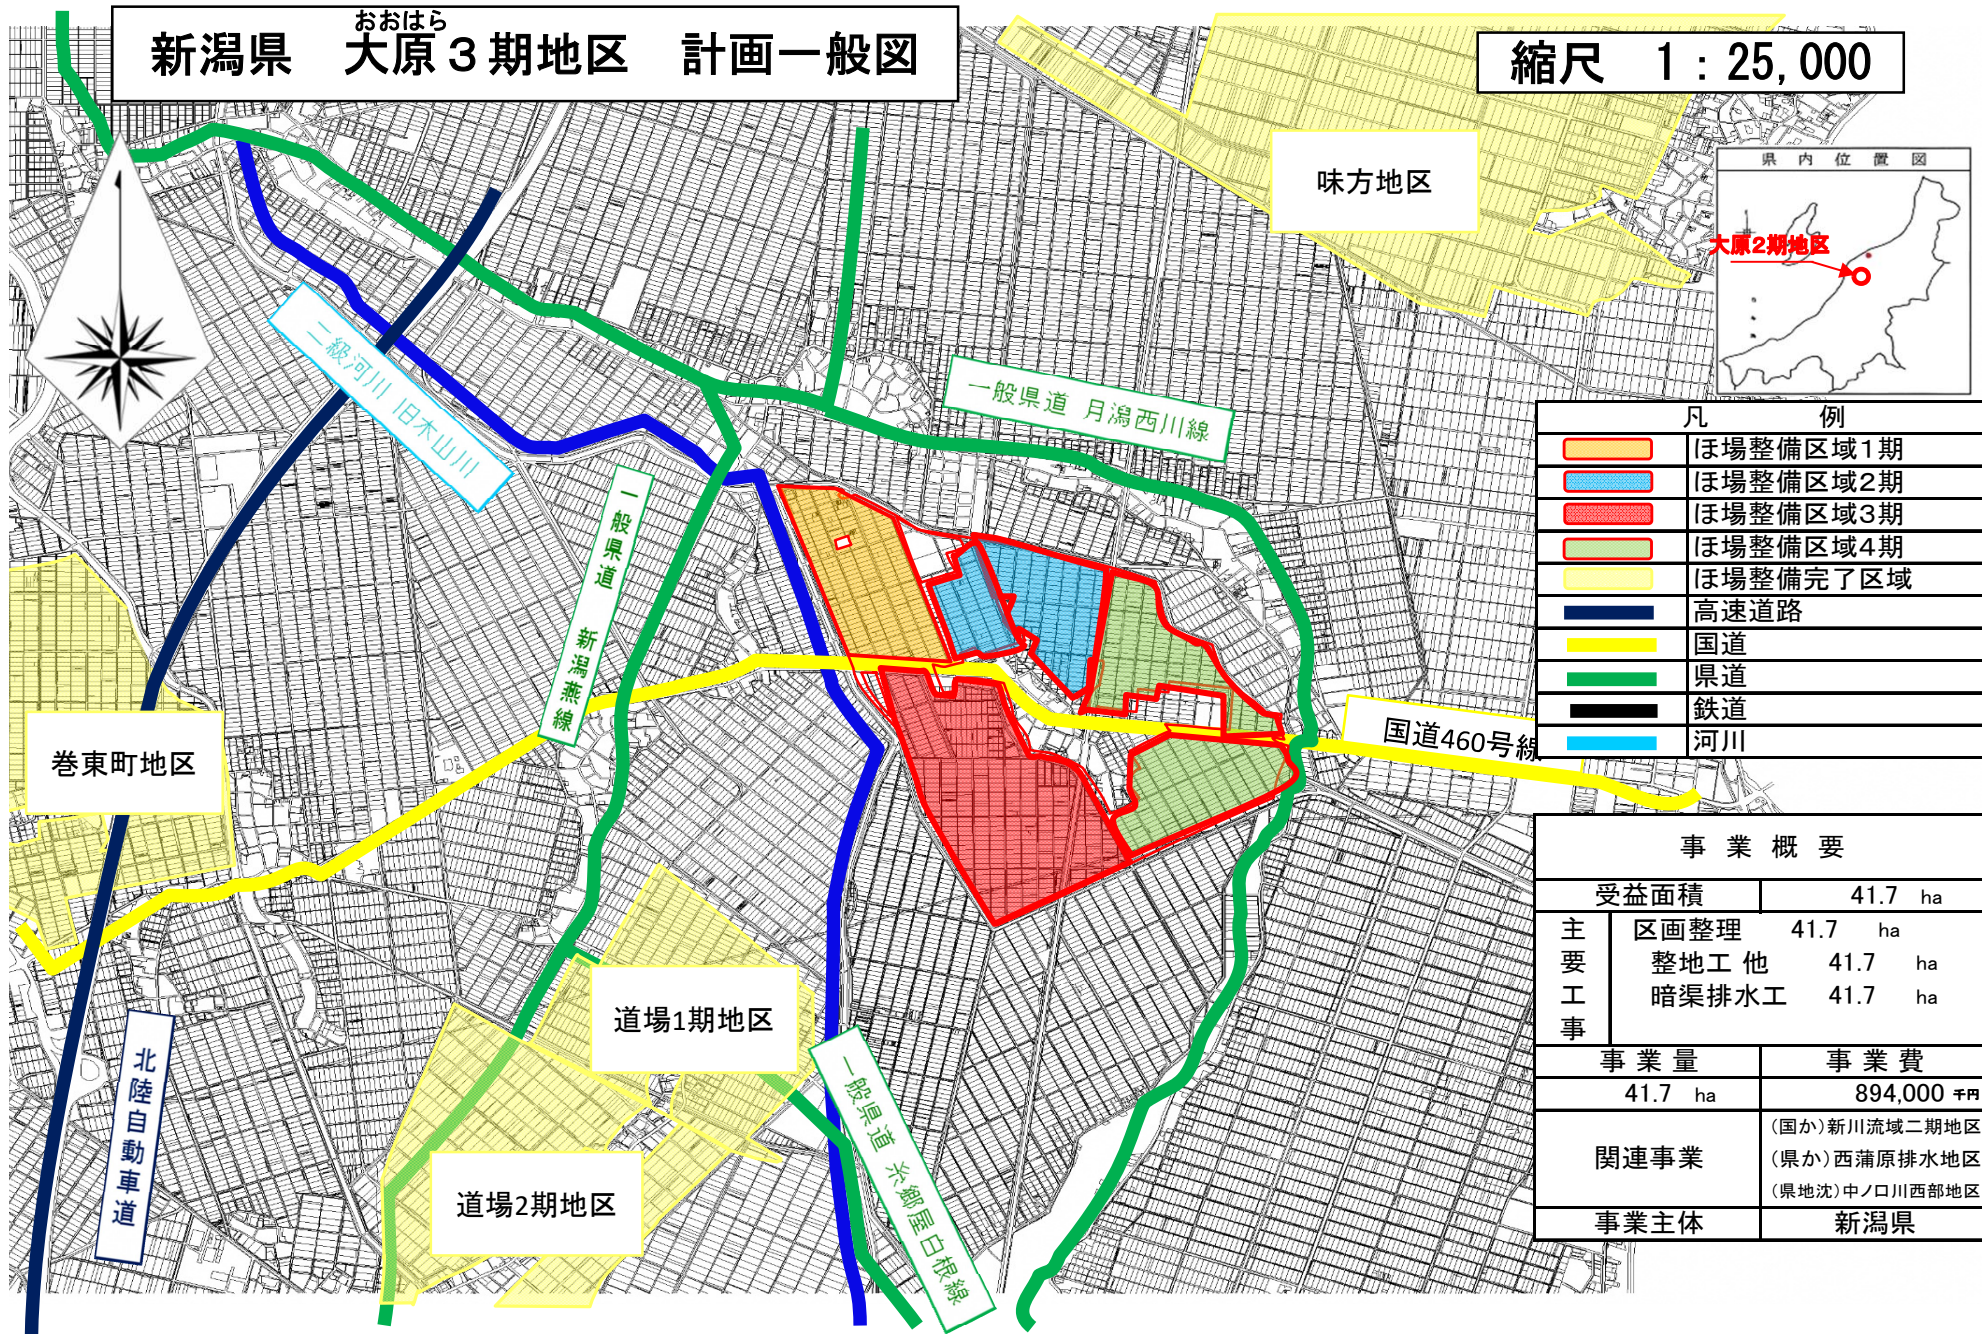 おおはら
新潟県　大原３期地区　計画一般図
縮尺　1：25,000
味方地区
県内位置図
大原2期地区
二級河川 旧木山川
一般県道 月潟西川線
一般県道 新潟燕線
国道460号線
巻東町地区
道場1期地区
道場2期地区
北陸自動車道
一般県道 糸郷屋白根線
凡　例
ほ場整備区域1期
ほ場整備区域2期
ほ場整備区域3期
ほ場整備区域4期
ほ場整備完了区域
高速道路
国道
県道
鉄道
河川
事業概要
受益面積　41.7 ha
主要工事
区画整理　41.7 ha
整地工 他　41.7 ha
暗渠排水工　41.7 ha
事業量　事業費
41.7 ha　894,000 千円
関連事業
（国か）新川流域二期地区
（県か）西蒲原排水地区
（県地沈）中ノ口川西部地区
事業主体　新潟県